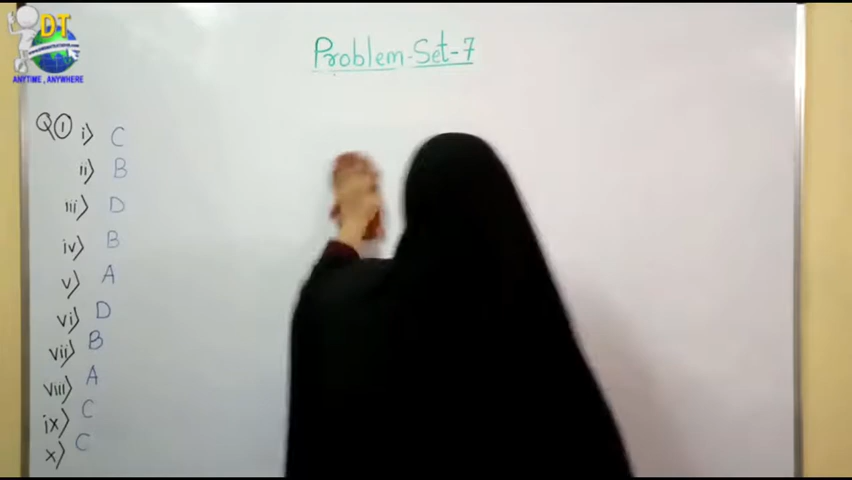 DT
ANYTIME , ANYWHERE
Problem-Set-7
Q① i) C
ii) B
iii) D
iv) B
v) A
vi) D
vii) B
viii) A
ix) C
x) C